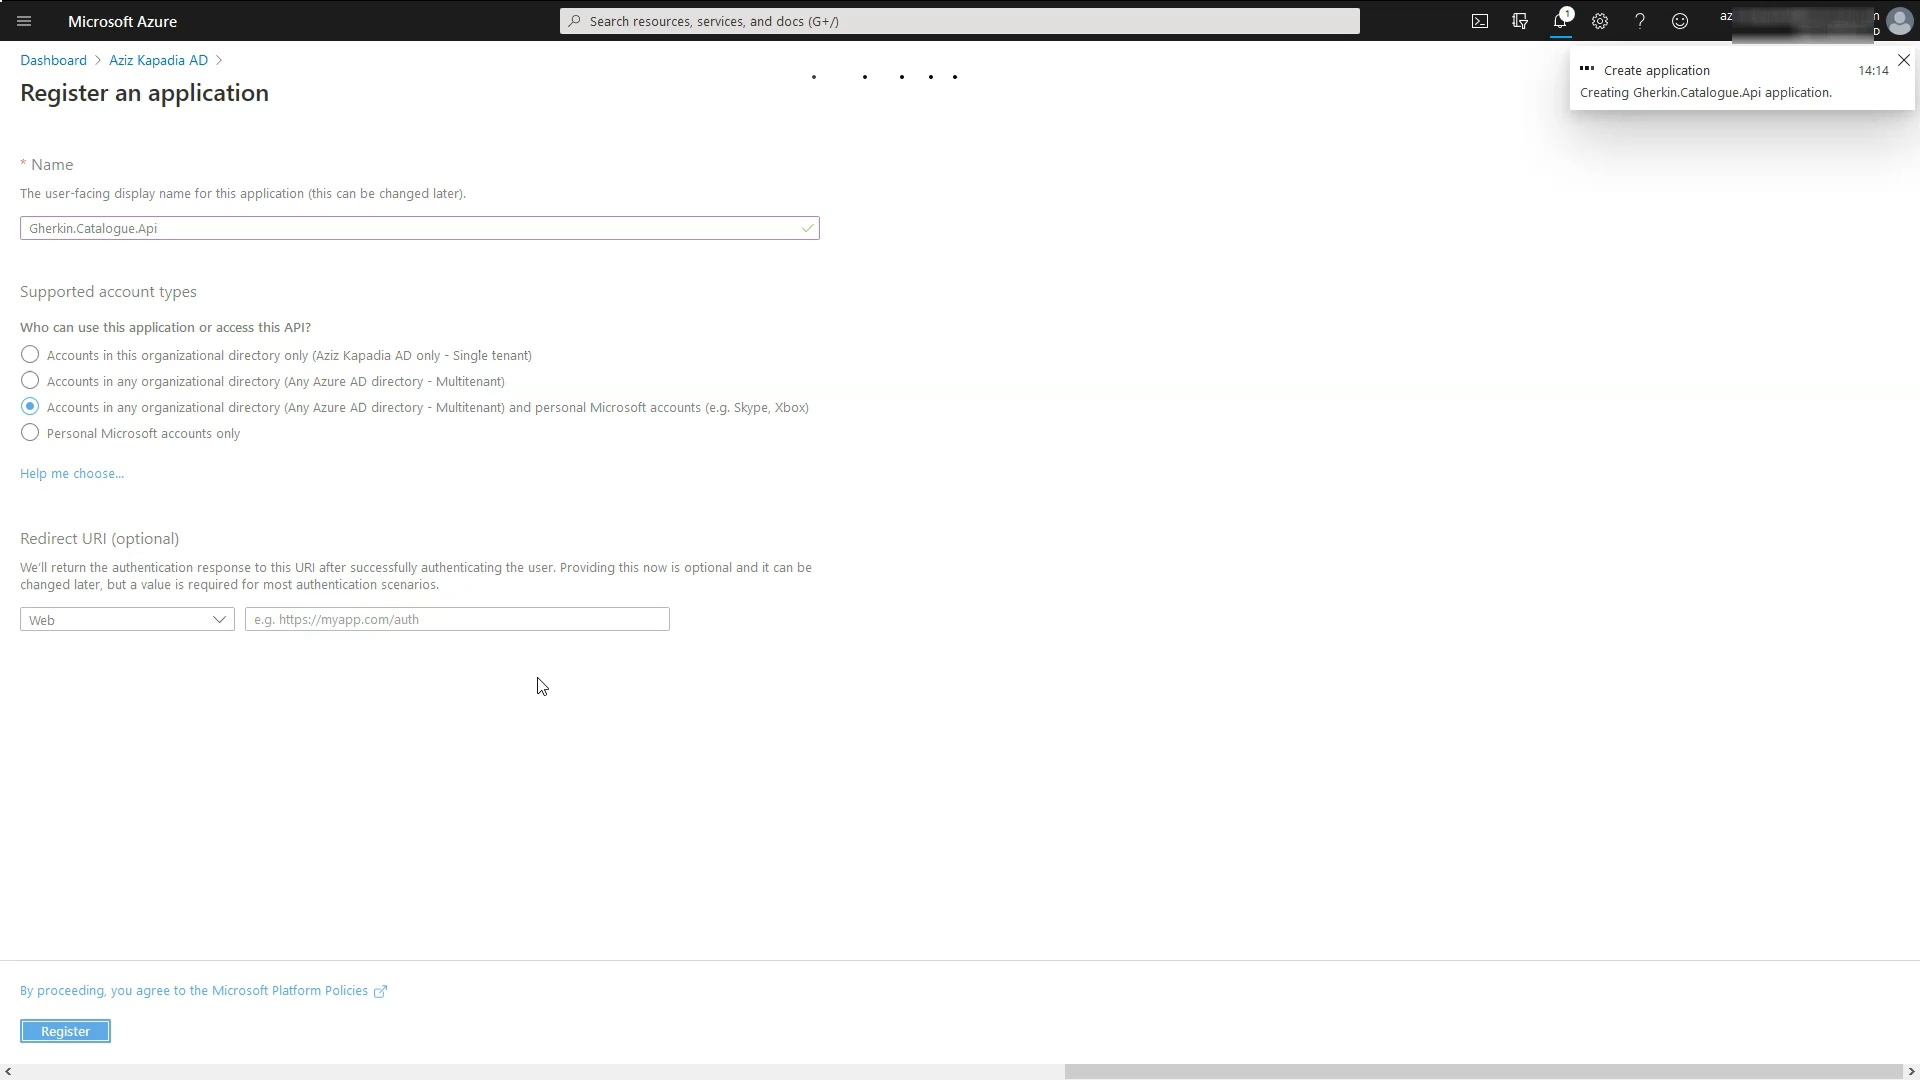 Microsoft Azure
Search resources, services, and docs (G+/)
1
az
Dashboard > Aziz Kapadia AD >
Register an application
Create application 14:14
Creating Gherkin.Catalogue.Api application.
* Name
The user-facing display name for this application (this can be changed later).
Gherkin.Catalogue.Api
Supported account types
Who can use this application or access this API?
Accounts in this organizational directory only (Aziz Kapadia AD only - Single tenant)
Accounts in any organizational directory (Any Azure AD directory - Multitenant)
Accounts in any organizational directory (Any Azure AD directory - Multitenant) and personal Microsoft accounts (e.g. Skype, Xbox)
Personal Microsoft accounts only
Help me choose...
Redirect URI (optional)
We'll return the authentication response to this URI after successfully authenticating the user. Providing this now is optional and it can be
changed later, but a value is required for most authentication scenarios.
Web
e.g. https://myapp.com/auth
By proceeding, you agree to the Microsoft Platform Policies
Register